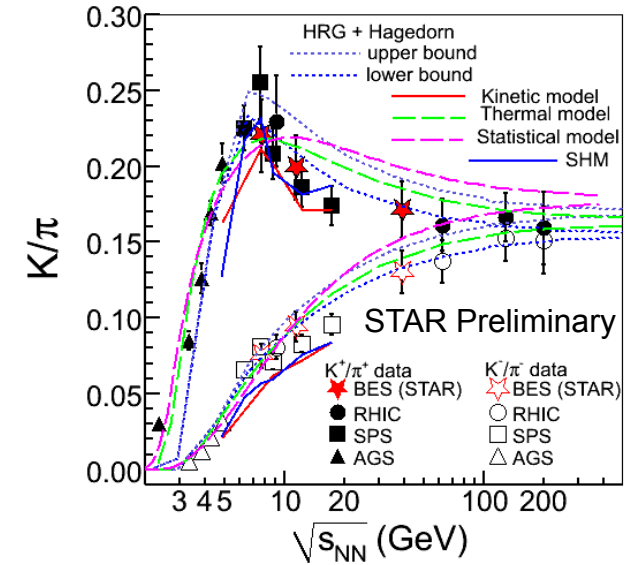 0.30
0.25
0.20
0.15
0.10
0.05
0.00
K/π
HRG + Hagedorn
upper bound
lower bound
Kinetic model
Thermal model
Statistical model
SHM
STAR Preliminary
K⁺/π⁺ data
BES (STAR)
RHIC
SPS
AGS
K⁻/π⁻ data
BES (STAR)
RHIC
SPS
AGS
3 4 5 10 20 100 200
√sNN (GeV)